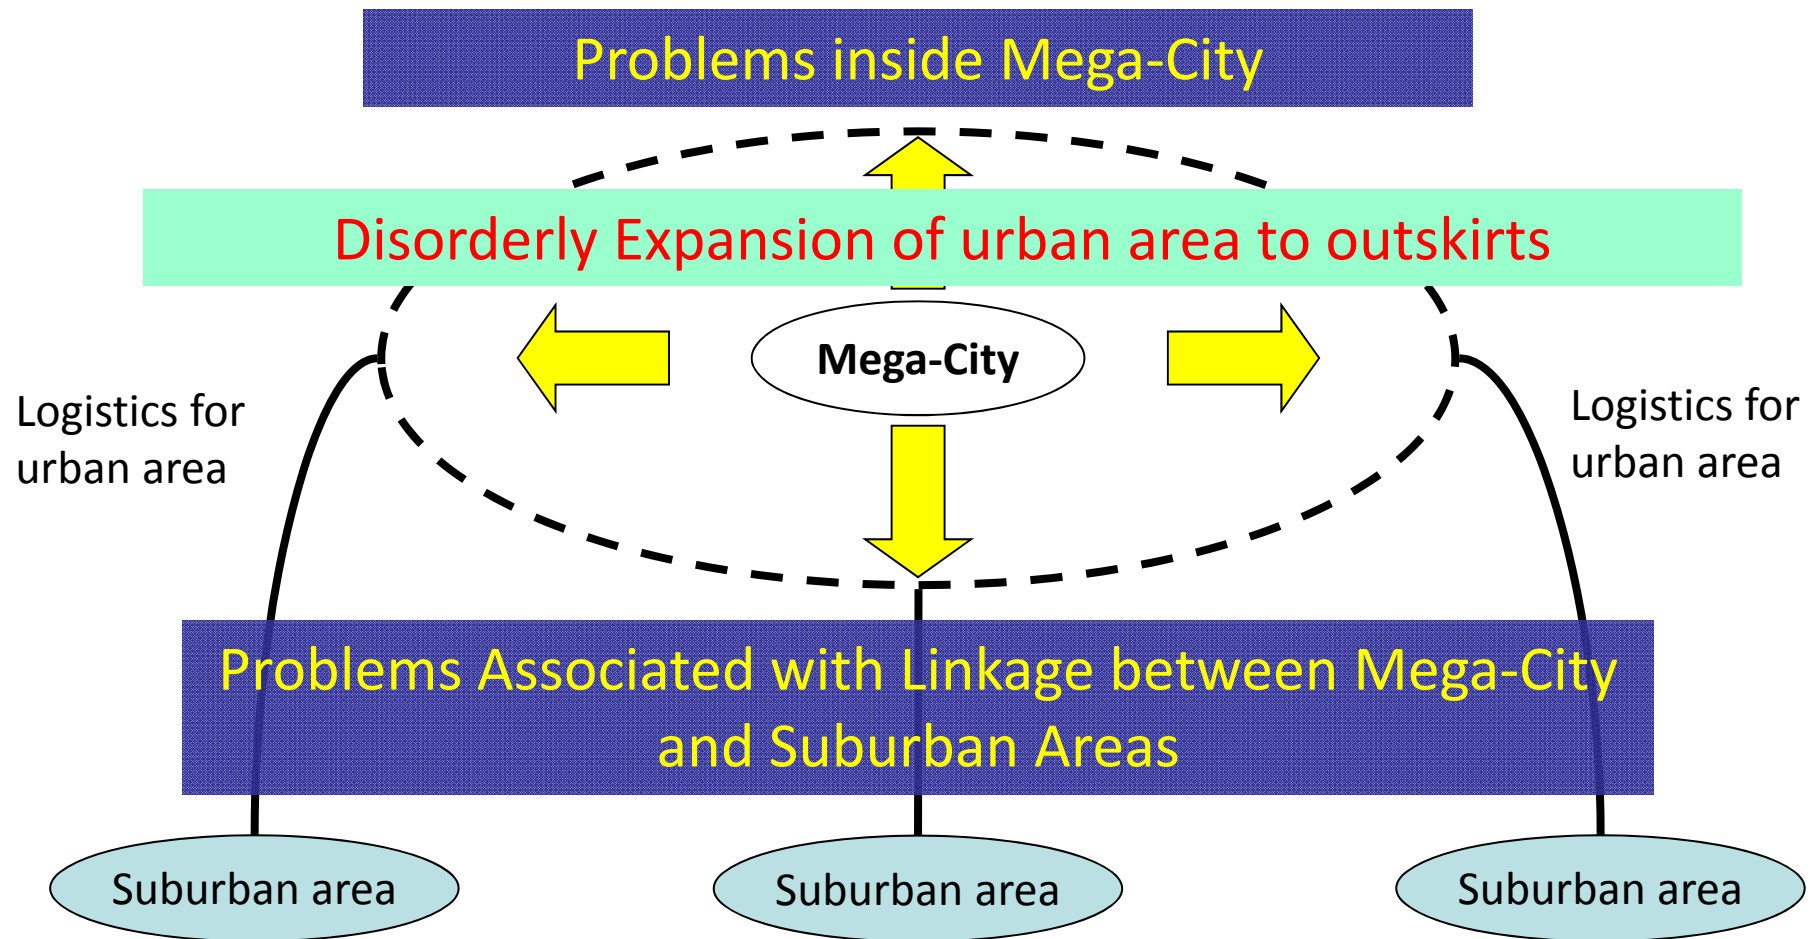 Problems inside Mega-City
Disorderly Expansion of urban area to outskirts
Mega-City
Logistics for
urban area
Logistics for
urban area
Problems Associated with Linkage between Mega-City
and Suburban Areas
Suburban area
Suburban area
Suburban area